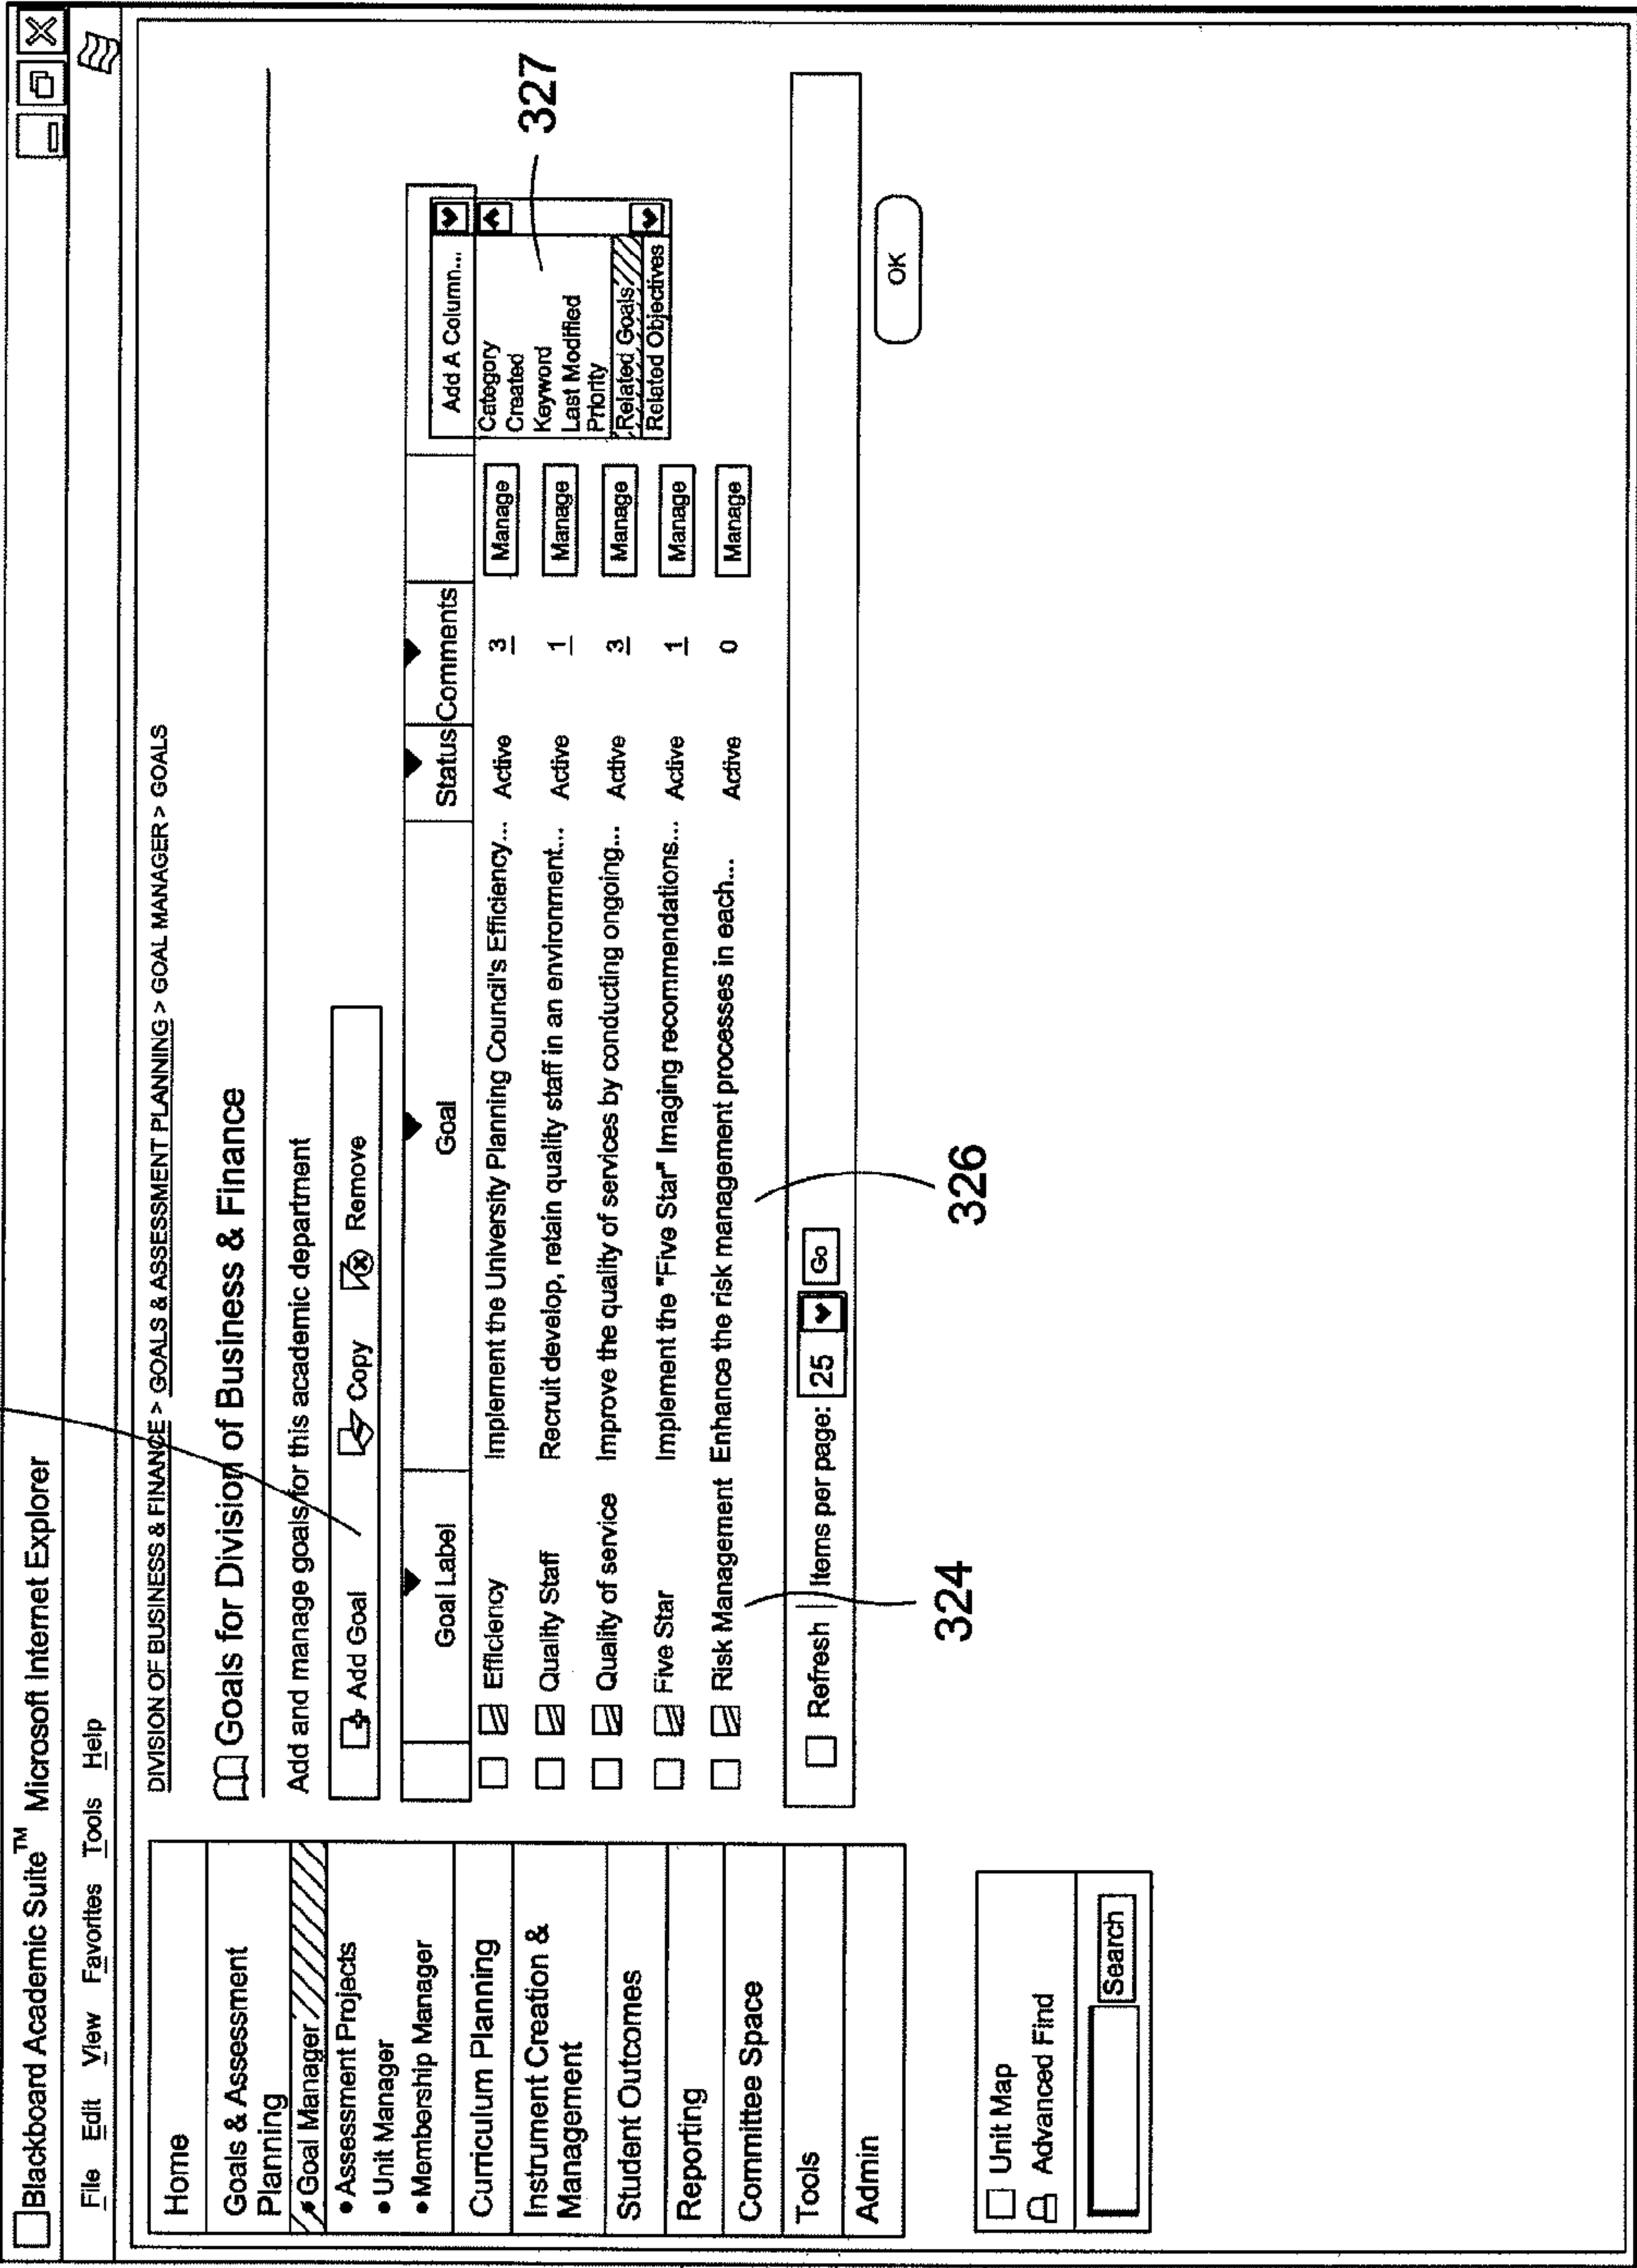 Blackboard Academic Suite™ Microsoft Internet Explorer
File Edit View Favorites Tools Help
Home
Goals & Assessment
Planning
Goal Manager
• Assessment Projects
• Unit Manager
• Membership Manager
Curriculum Planning
Instrument Creation &
Management
Student Outcomes
Reporting
Committee Space
Tools
Admin
Unit Map
Advanced Find
Search
DIVISION OF BUSINESS & FINANCE > GOALS & ASSESSMENT PLANNING > GOAL MANAGER > GOALS
Goals for Division of Business & Finance
Add and manage goals for this academic department
Add Goal Copy Remove
Goal Label Goal Status Comments Add A Column...
Efficiency Implement the University Planning Council's Efficiency... Active 3 Manage
Quality Staff Recruit develop, retain quality staff in an environment... Active 1 Manage
Quality of service Improve the quality of services by conducting ongoing... Active 3 Manage
Five Star Implement the "Five Star" Imaging recommendations... Active 1 Manage
Risk Management Enhance the risk management processes in each... Active 0 Manage
Category
Created
Keyword
Last Modified
Priority
Related Goals
Related Objectives
327
Refresh Items per page: 25 Go
OK
324
326